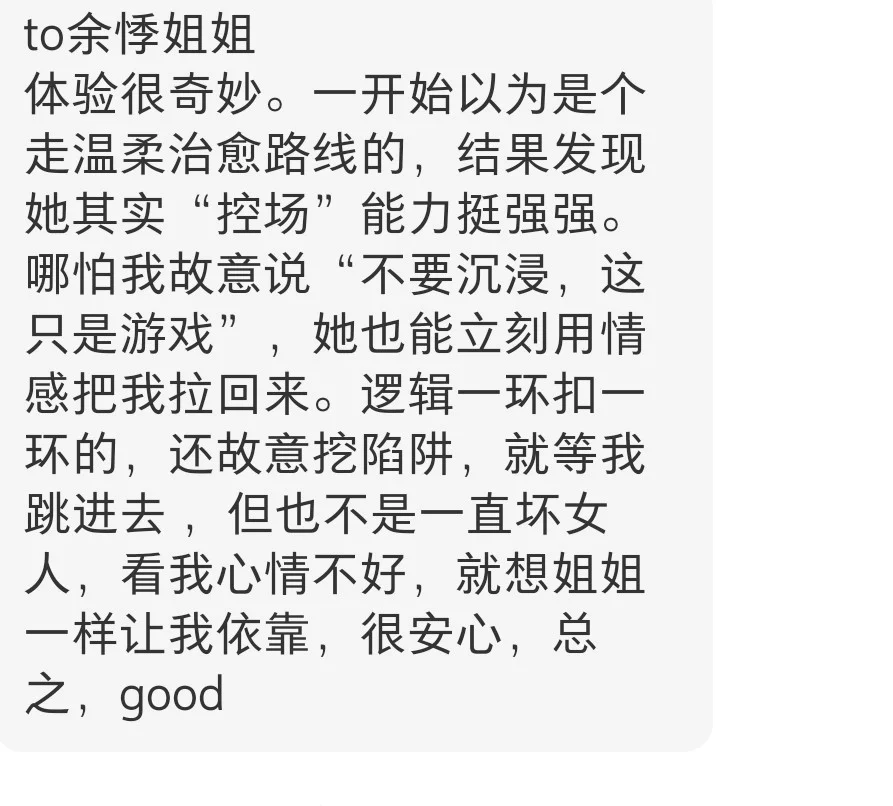 to余悸姐姐
体验很奇妙。一开始以为是个
走温柔治愈路线的，结果发现
她其实“控场”能力挺强强。
哪怕我故意说“不要沉浸，这
只是游戏”，她也能立刻用情
感把我拉回来。逻辑一环扣一
环的，还故意挖陷阱，就等我
跳进去，但也不是一直坏女
人，看我心情不好，就想姐姐
一样让我依靠，很安心，总
之，good